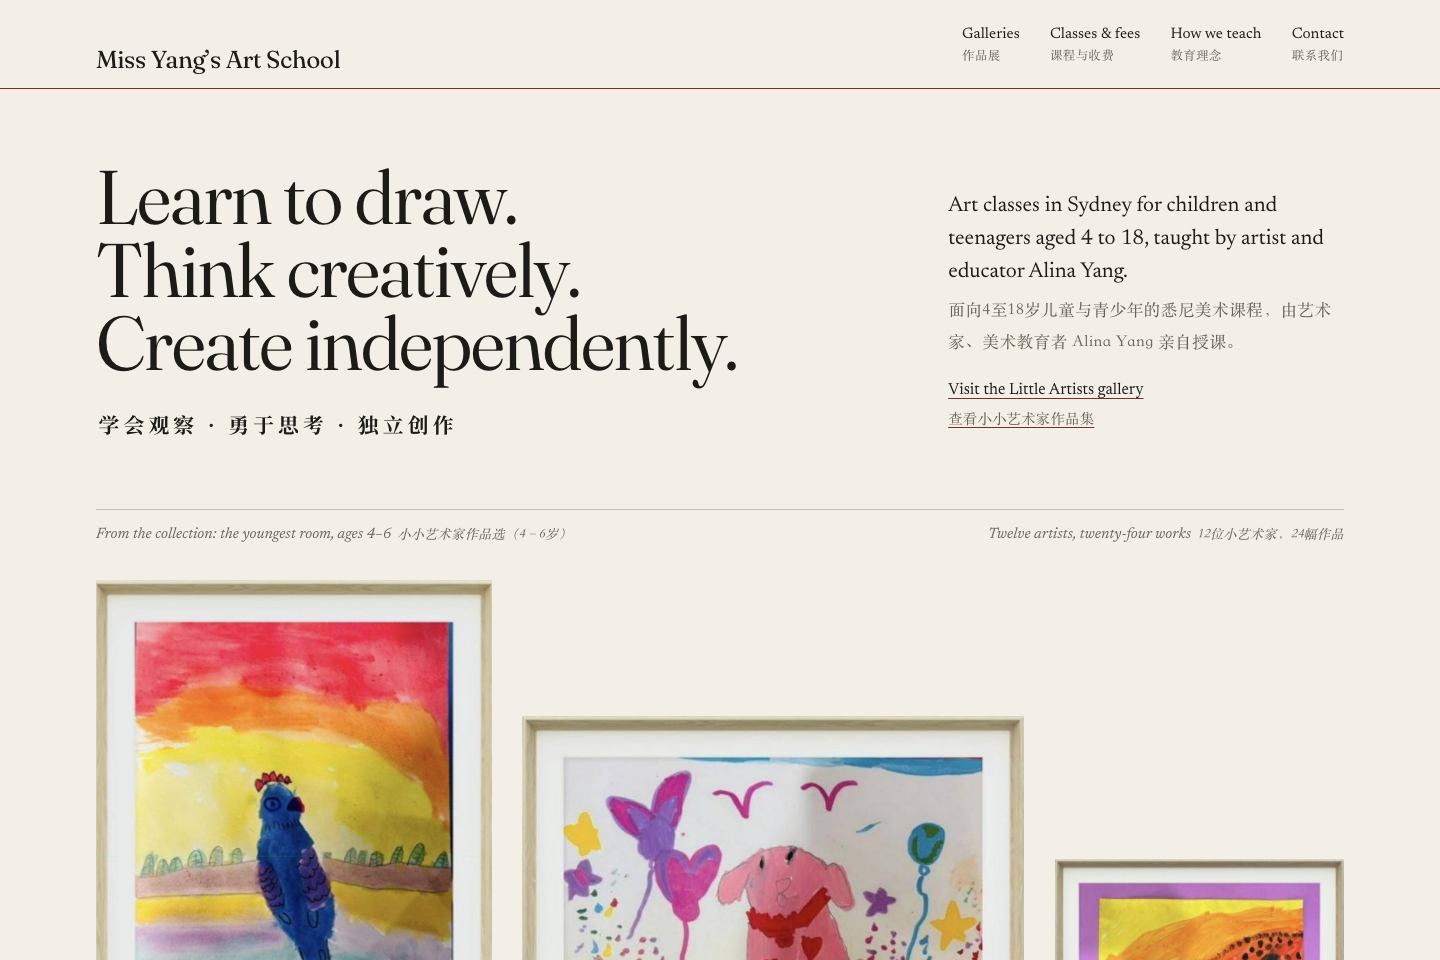 Miss Yang's Art School
Galleries
作品展
Classes & fees
课程与收费
How we teach
教育理念
Contact
联系我们
Learn to draw.
Think creatively.
Create independently.
学会观察 · 勇于思考 · 独立创作
Art classes in Sydney for children and
teenagers aged 4 to 18, taught by artist and
educator Alina Yang.
面向4至18岁儿童与青少年的悉尼美术课程，由艺术
家、美术教育者 Alina Yang 亲自授课。
Visit the Little Artists gallery
查看小小艺术家作品集
From the collection: the youngest room, ages 4–6 小小艺术家作品选（4 – 6岁）
Twelve artists, twenty-four works 12位小艺术家，24幅作品